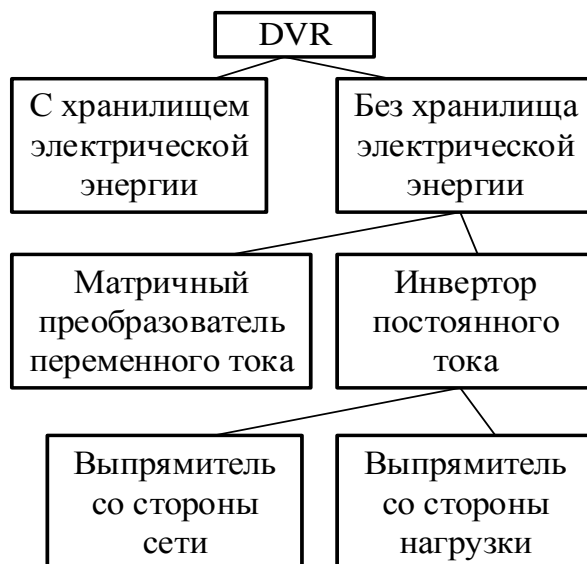 DVR
С хранилищем
электрической
энергии
Без хранилища
электрической
энергии
Матричный
преобразователь
переменного тока
Инвертор
постоянного
тока
Выпрямитель
со стороны
сети
Выпрямитель
со стороны
нагрузки